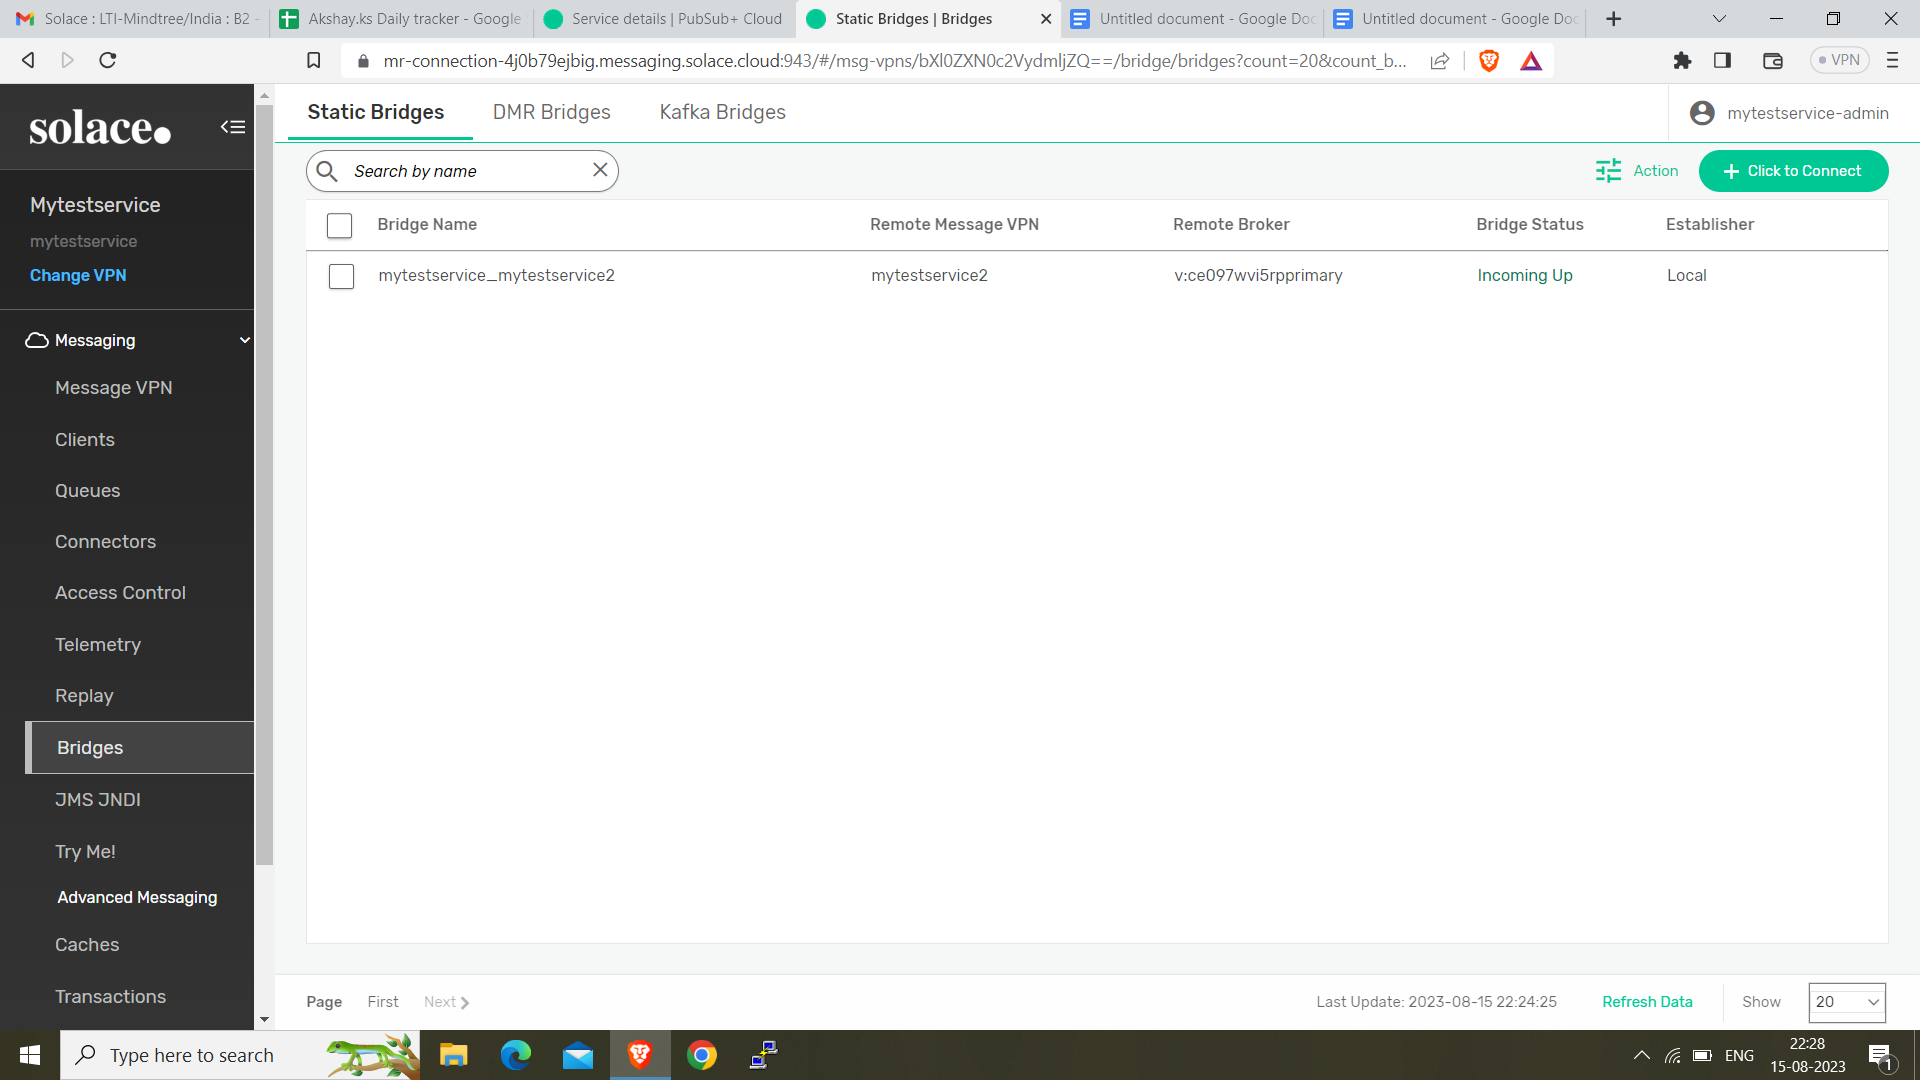 Solace : LTI-Mindtree/India : B2 -
Akshay.ks Daily tracker - Google
Service details | PubSub+ Cloud
Static Bridges | Bridges
Untitled document - Google Doc
Untitled document - Google Doc
mr-connection-4j0b79ejbig.messaging.solace.cloud:943/#/msg-vpns/bXl0ZXN0c2VydmljZQ==/bridge/bridges?count=20&count_b...
VPN
solace.
Static Bridges
DMR Bridges
Kafka Bridges
mytestservice-admin
Search by name
Action
Click to Connect
Mytestservice
mytestservice
Change VPN
Bridge Name
Remote Message VPN
Remote Broker
Bridge Status
Establisher
mytestservice_mytestservice2
mytestservice2
v:ce097wvi5rpprimary
Incoming Up
Local
Messaging
Message VPN
Clients
Queues
Connectors
Access Control
Telemetry
Replay
Bridges
JMS JNDI
Try Me!
Advanced Messaging
Caches
Transactions
Page
First
Next
Last Update: 2023-08-15 22:24:25
Refresh Data
Show
20
Type here to search
ENG
22:28
15-08-2023
1